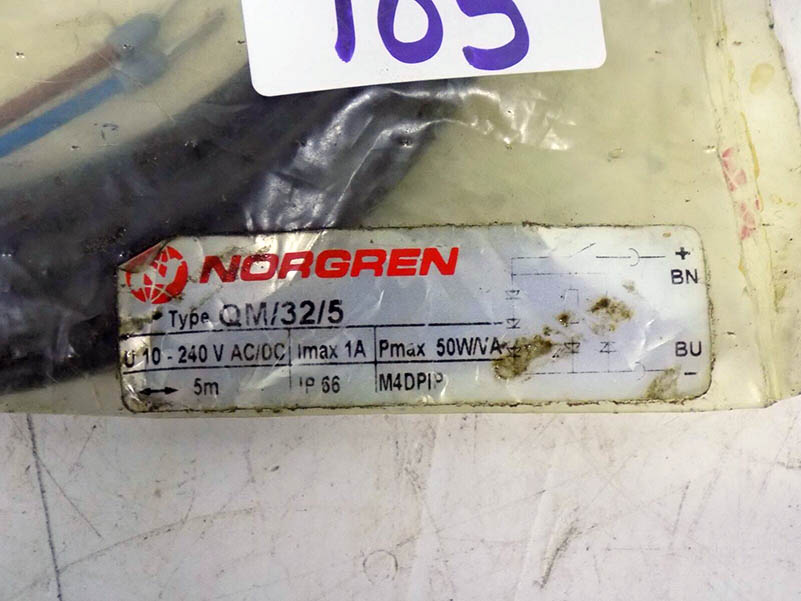 105
NORGREN
Type QM/32/5
U 10 - 240 V AC/DC Imax 1A Pmax 50W/VA
5m IP 66 M4DPIP
+
BN
BU
-